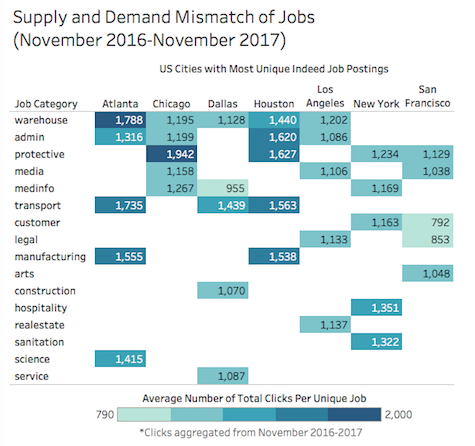 Supply and Demand Mismatch of Jobs
(November 2016-November 2017)
US Cities with Most Unique Indeed Job Postings
Los San
Job Category Atlanta Chicago Dallas Houston Angeles New York Francisco
warehouse 1,788 1,195 1,128 1,440 1,202
admin 1,316 1,199 1,620 1,086
protective 1,942 1,627 1,234 1,129
media 1,158 1,106 1,038
medinfo 1,267 955 1,169
transport 1,735 1,439 1,563
customer 1,163 792
legal 1,133 853
manufacturing 1,555 1,538
arts 1,048
construction 1,070
hospitality 1,351
realestate 1,137
sanitation 1,322
science 1,415
service 1,087
Average Number of Total Clicks Per Unique Job
790 2,000
*Clicks aggregated from November 2016-2017